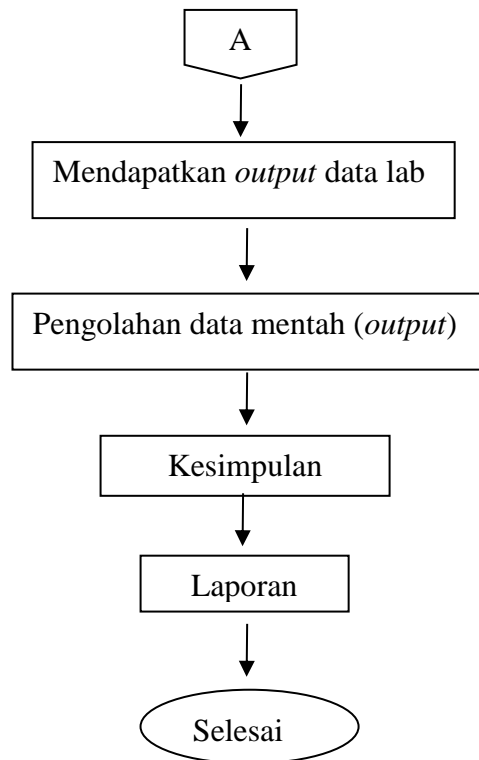 A
Mendapatkan output data lab
Pengolahan data mentah (output)
Kesimpulan
Laporan
Selesai